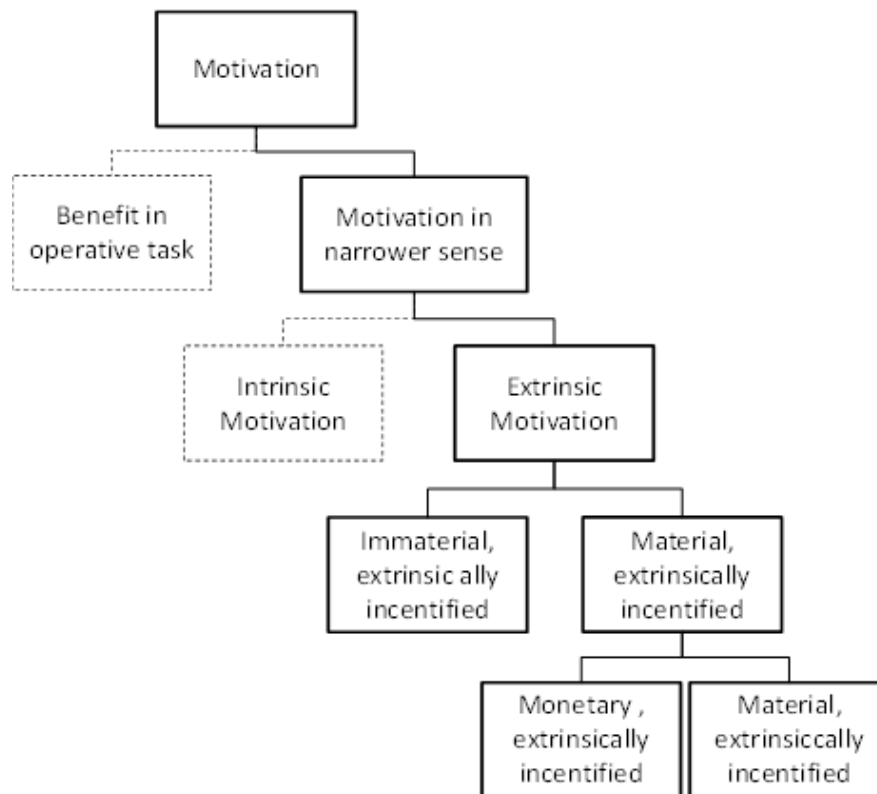 Motivation
Benefit in
operative task
Motivation in
narrower sense
Intrinsic
Motivation
Extrinsic
Motivation
Immaterial,
extrinsic ally
incentified
Material,
extrinsically
incentified
Monetary ,
extrinsically
incentified
Material,
extrinsiccally
incentified